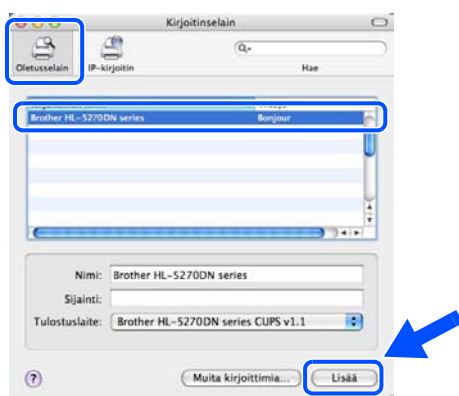 Kirjoitinselain
Oletusselain IP-kirjoitin Hae
Brother HL-5270DN series Bonjour
Nimi: Brother HL-5270DN series
Sijainti:
Tulostuslaite: Brother HL-5270DN series CUPS v1.1
? Muita kirjoittimia... Lisää